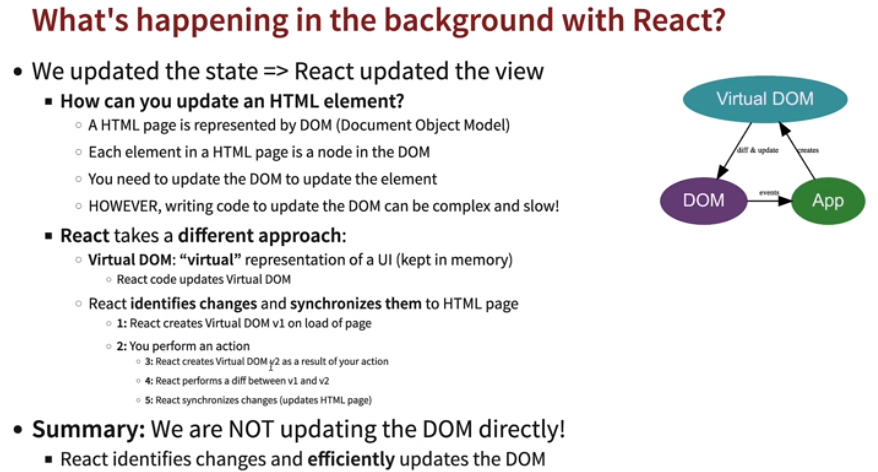 What's happening in the background with React?
• We updated the state => React updated the view
▪ How can you update an HTML element?
○ A HTML page is represented by DOM (Document Object Model)
○ Each element in a HTML page is a node in the DOM
○ You need to update the DOM to update the element
○ HOWEVER, writing code to update the DOM can be complex and slow!
▪ React takes a different approach:
○ Virtual DOM: “virtual” representation of a UI (kept in memory)
○ React code updates Virtual DOM
○ React identifies changes and synchronizes them to HTML page
○ 1: React creates Virtual DOM v1 on load of page
○ 2: You perform an action
○ 3: React creates Virtual DOM v2 as a result of your action
○ 4: React performs a diff between v1 and v2
○ 5: React synchronizes changes (updates HTML page)
• Summary: We are NOT updating the DOM directly!
▪ React identifies changes and efficiently updates the DOM
Virtual DOM
diff & update
creates
DOM
events
App